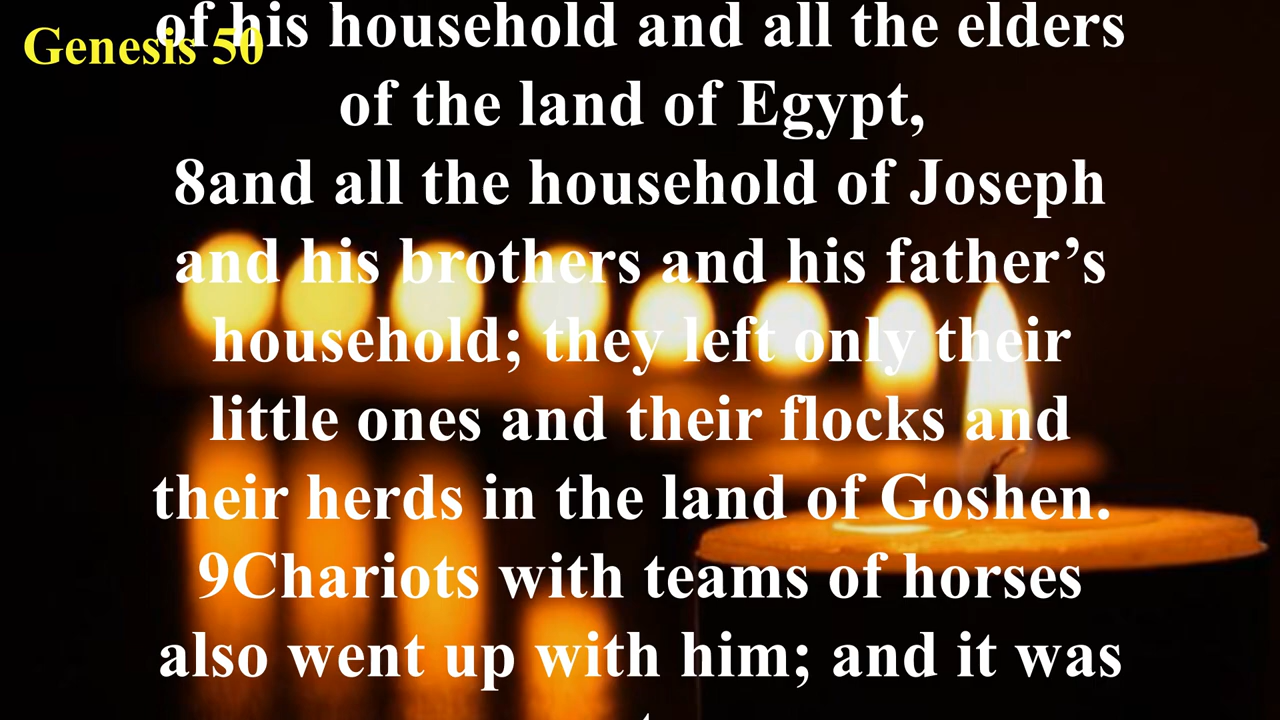 Genesis 50
of his household and all the elders
of the land of Egypt,
8and all the household of Joseph
and his brothers and his father’s
household; they left only their
little ones and their flocks and
their herds in the land of Goshen.
9Chariots with teams of horses
also went up with him; and it was